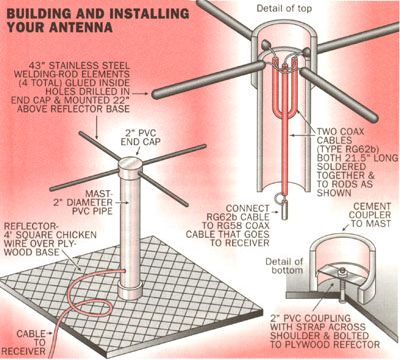 BUILDING AND INSTALLING
YOUR ANTENNA
Detail of top
43" STAINLESS STEEL
WELDING-ROD ELEMENTS
(4 TOTAL) GLUED INSIDE
HOLES DRILLED IN
END CAP & MOUNTED 22"
ABOVE REFLECTOR BASE
2" PVC
END CAP
TWO COAX
CABLES
(TYPE RG62b)
BOTH 21.5" LONG
SOLDERED
TOGETHER &
TO RODS AS
SHOWN
MAST-
2" DIAMETER
PVC PIPE
CONNECT
RG62b CABLE
TO RG58 COAX
CABLE THAT GOES
TO RECEIVER
CEMENT
COUPLER
TO MAST
REFLECTOR-
4' SQUARE CHICKEN
WIRE OVER PLY-
WOOD BASE
Detail of
bottom
2" PVC COUPLING
WITH STRAP ACROSS
SHOULDER & BOLTED
TO PLYWOOD REFECTOR
CABLE
TO
RECEIVER